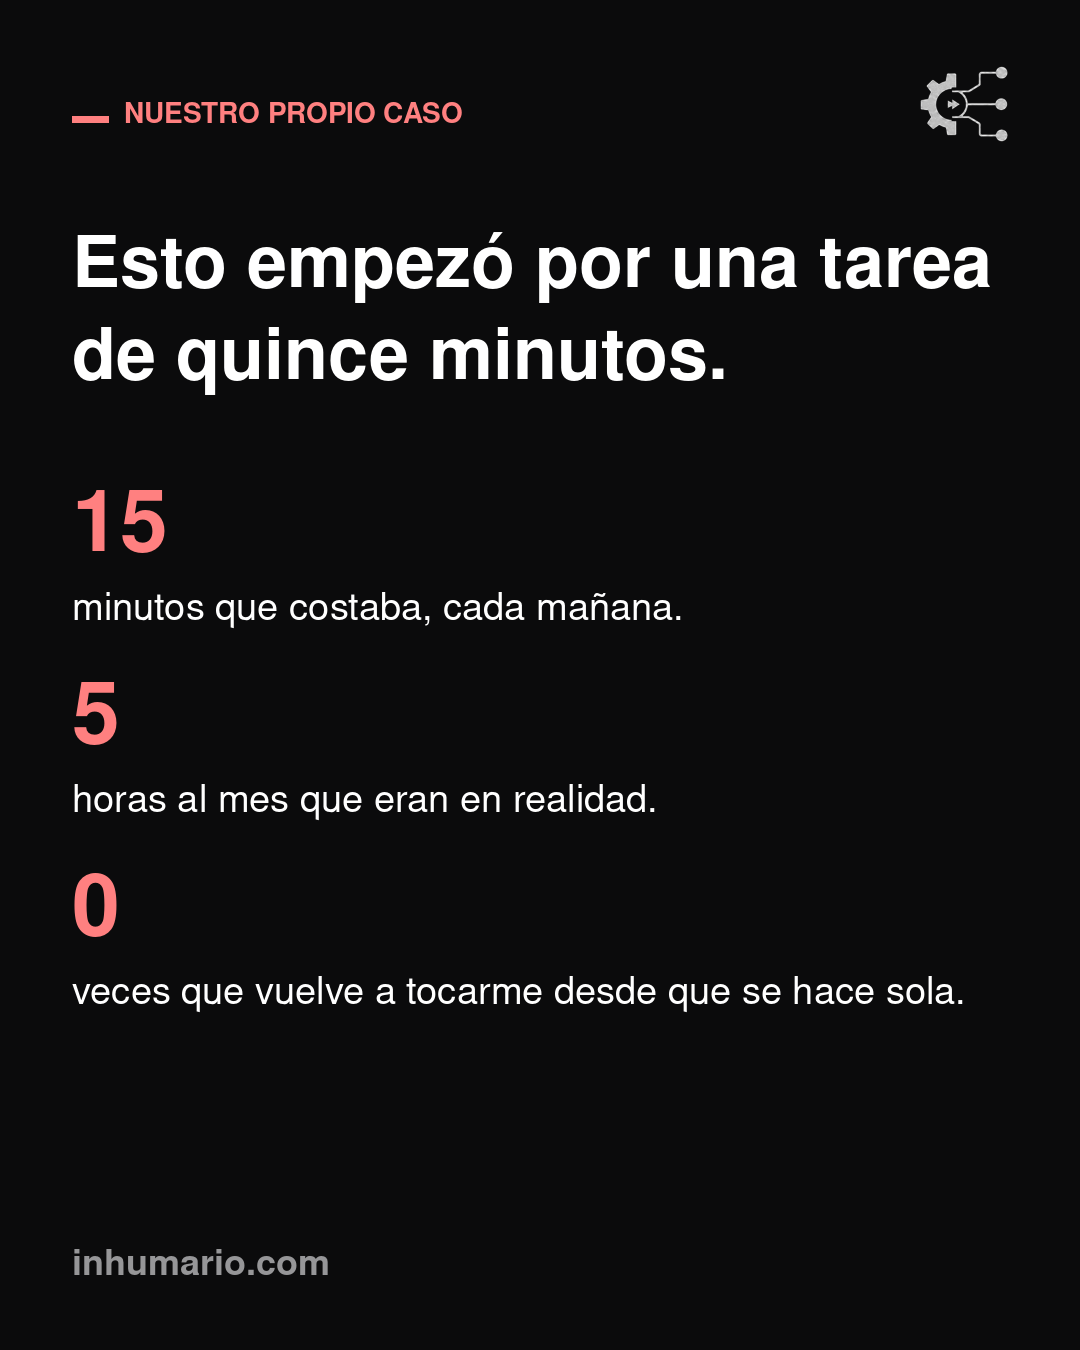 NUESTRO PROPIO CASO
Esto empezó por una tarea
de quince minutos.
15
minutos que costaba, cada mañana.
5
horas al mes que eran en realidad.
0
veces que vuelve a tocarme desde que se hace sola.
inhumario.com